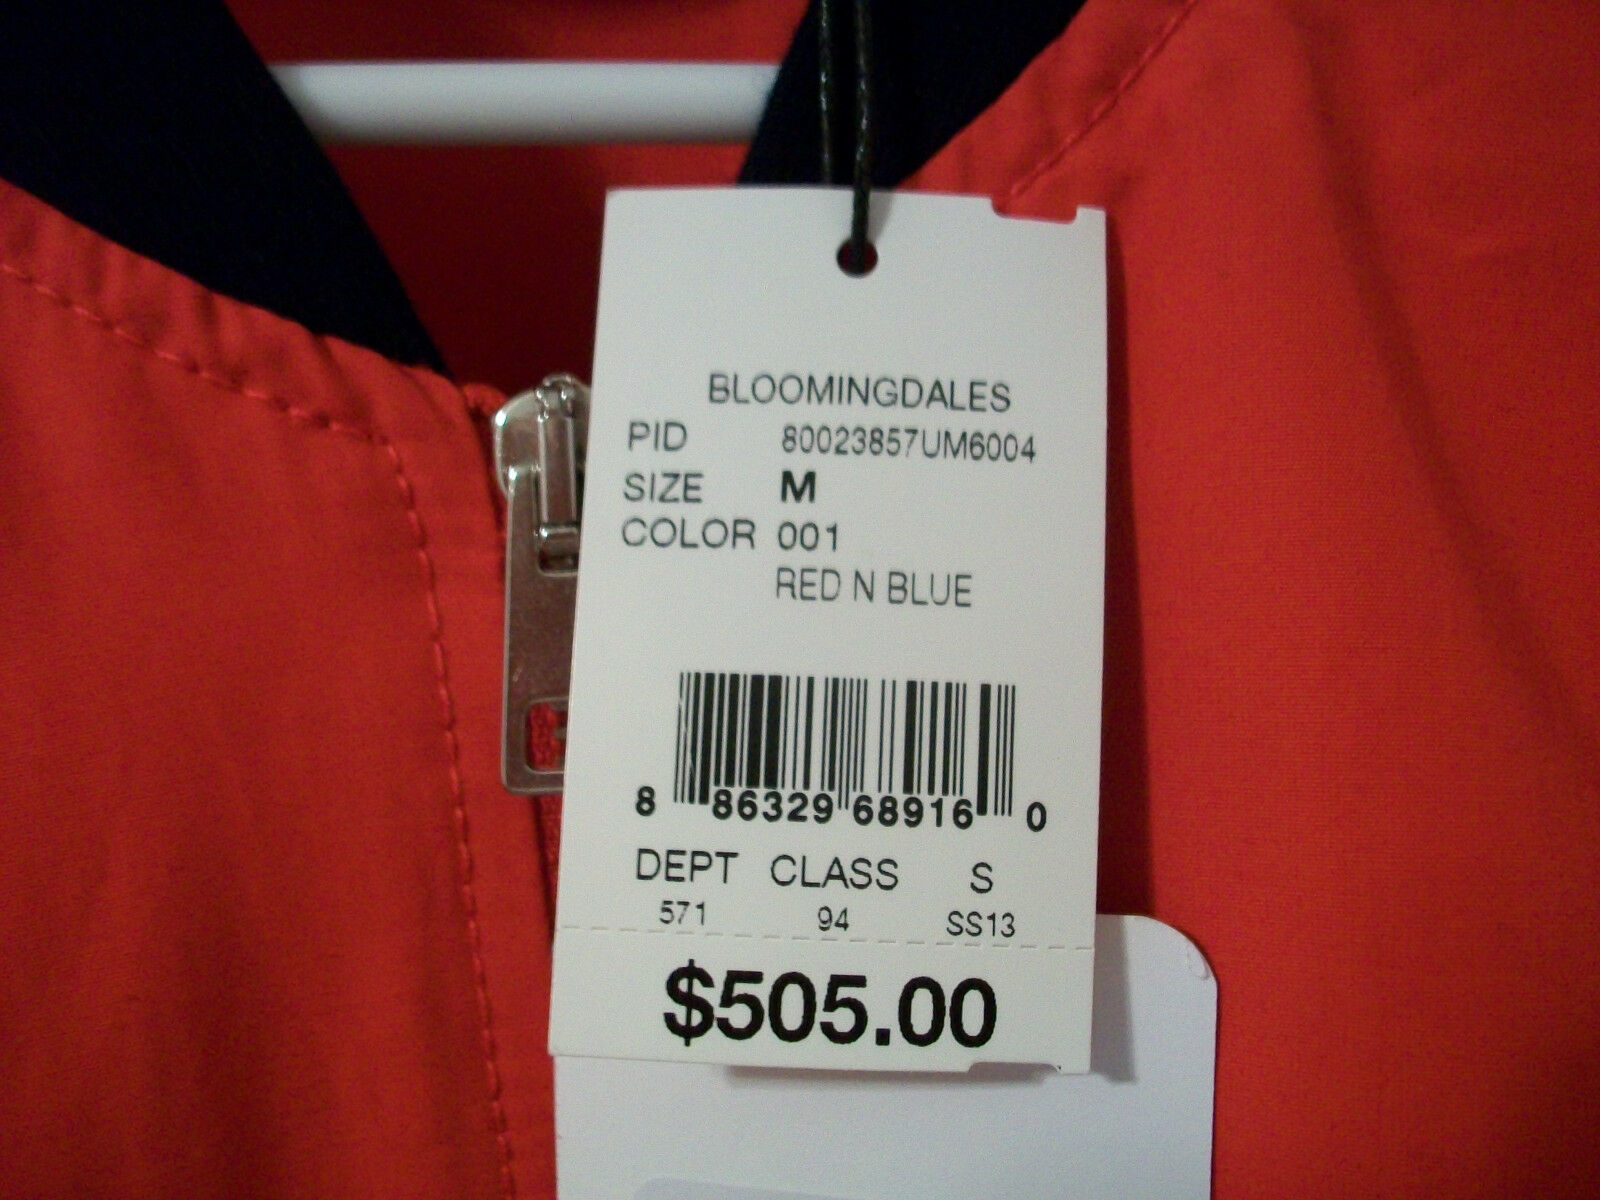 BLOOMINGDALES
PID 80023857UM6004
SIZE M
COLOR 001
RED N BLUE
8 86329 68916 0
DEPT CLASS S
571 94 SS13
$505.00